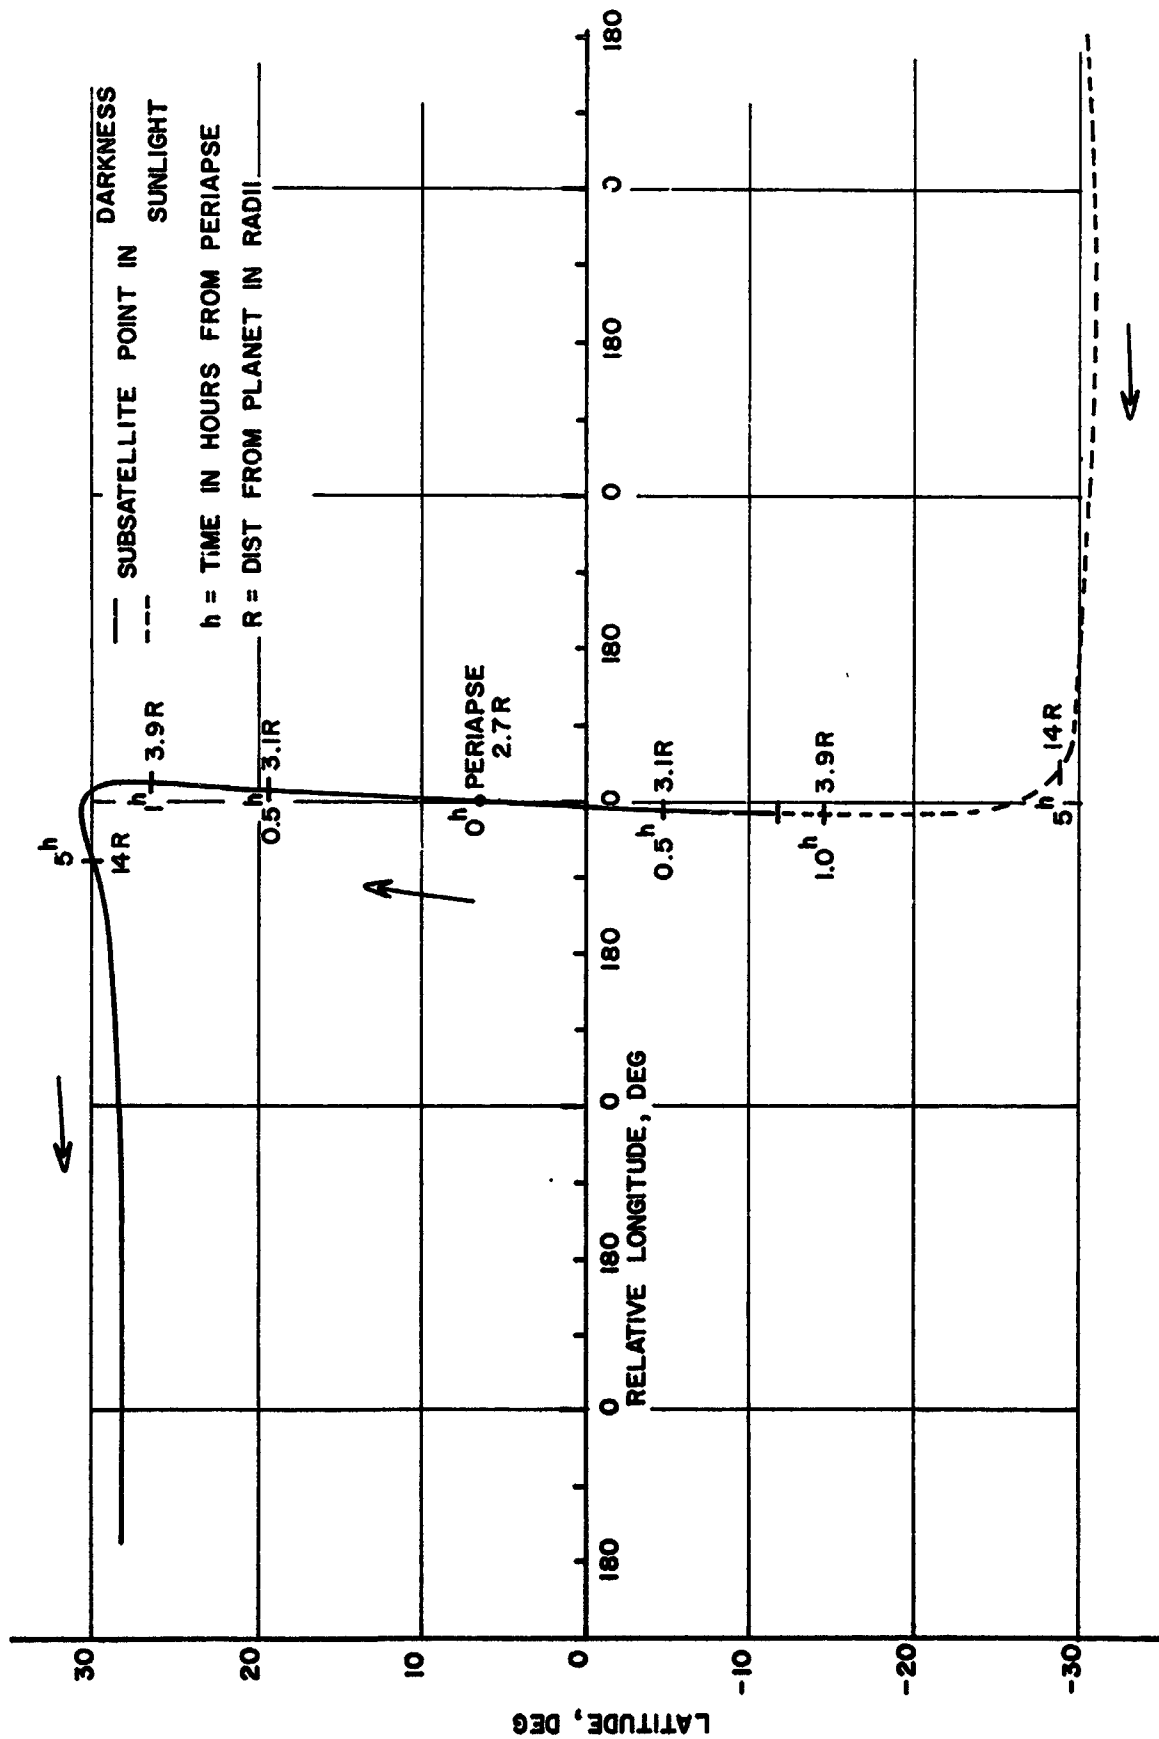 —— SUBSATELLITE POINT IN DARKNESS
--- SUNLIGHT
h = TIME IN HOURS FROM PERIAPSE
R = DIST FROM PLANET IN RADII
5h
14R
1h 3.9R
0.5h 3.1R
0h PERIAPSE
2.7R
0.5h 3.1R
1.0h 3.9R
5h 14R
30
20
10
0
-10
-20
-30
LATITUDE, DEG
180 0 180 0 180 0 180 0 180 0 180
RELATIVE LONGITUDE, DEG